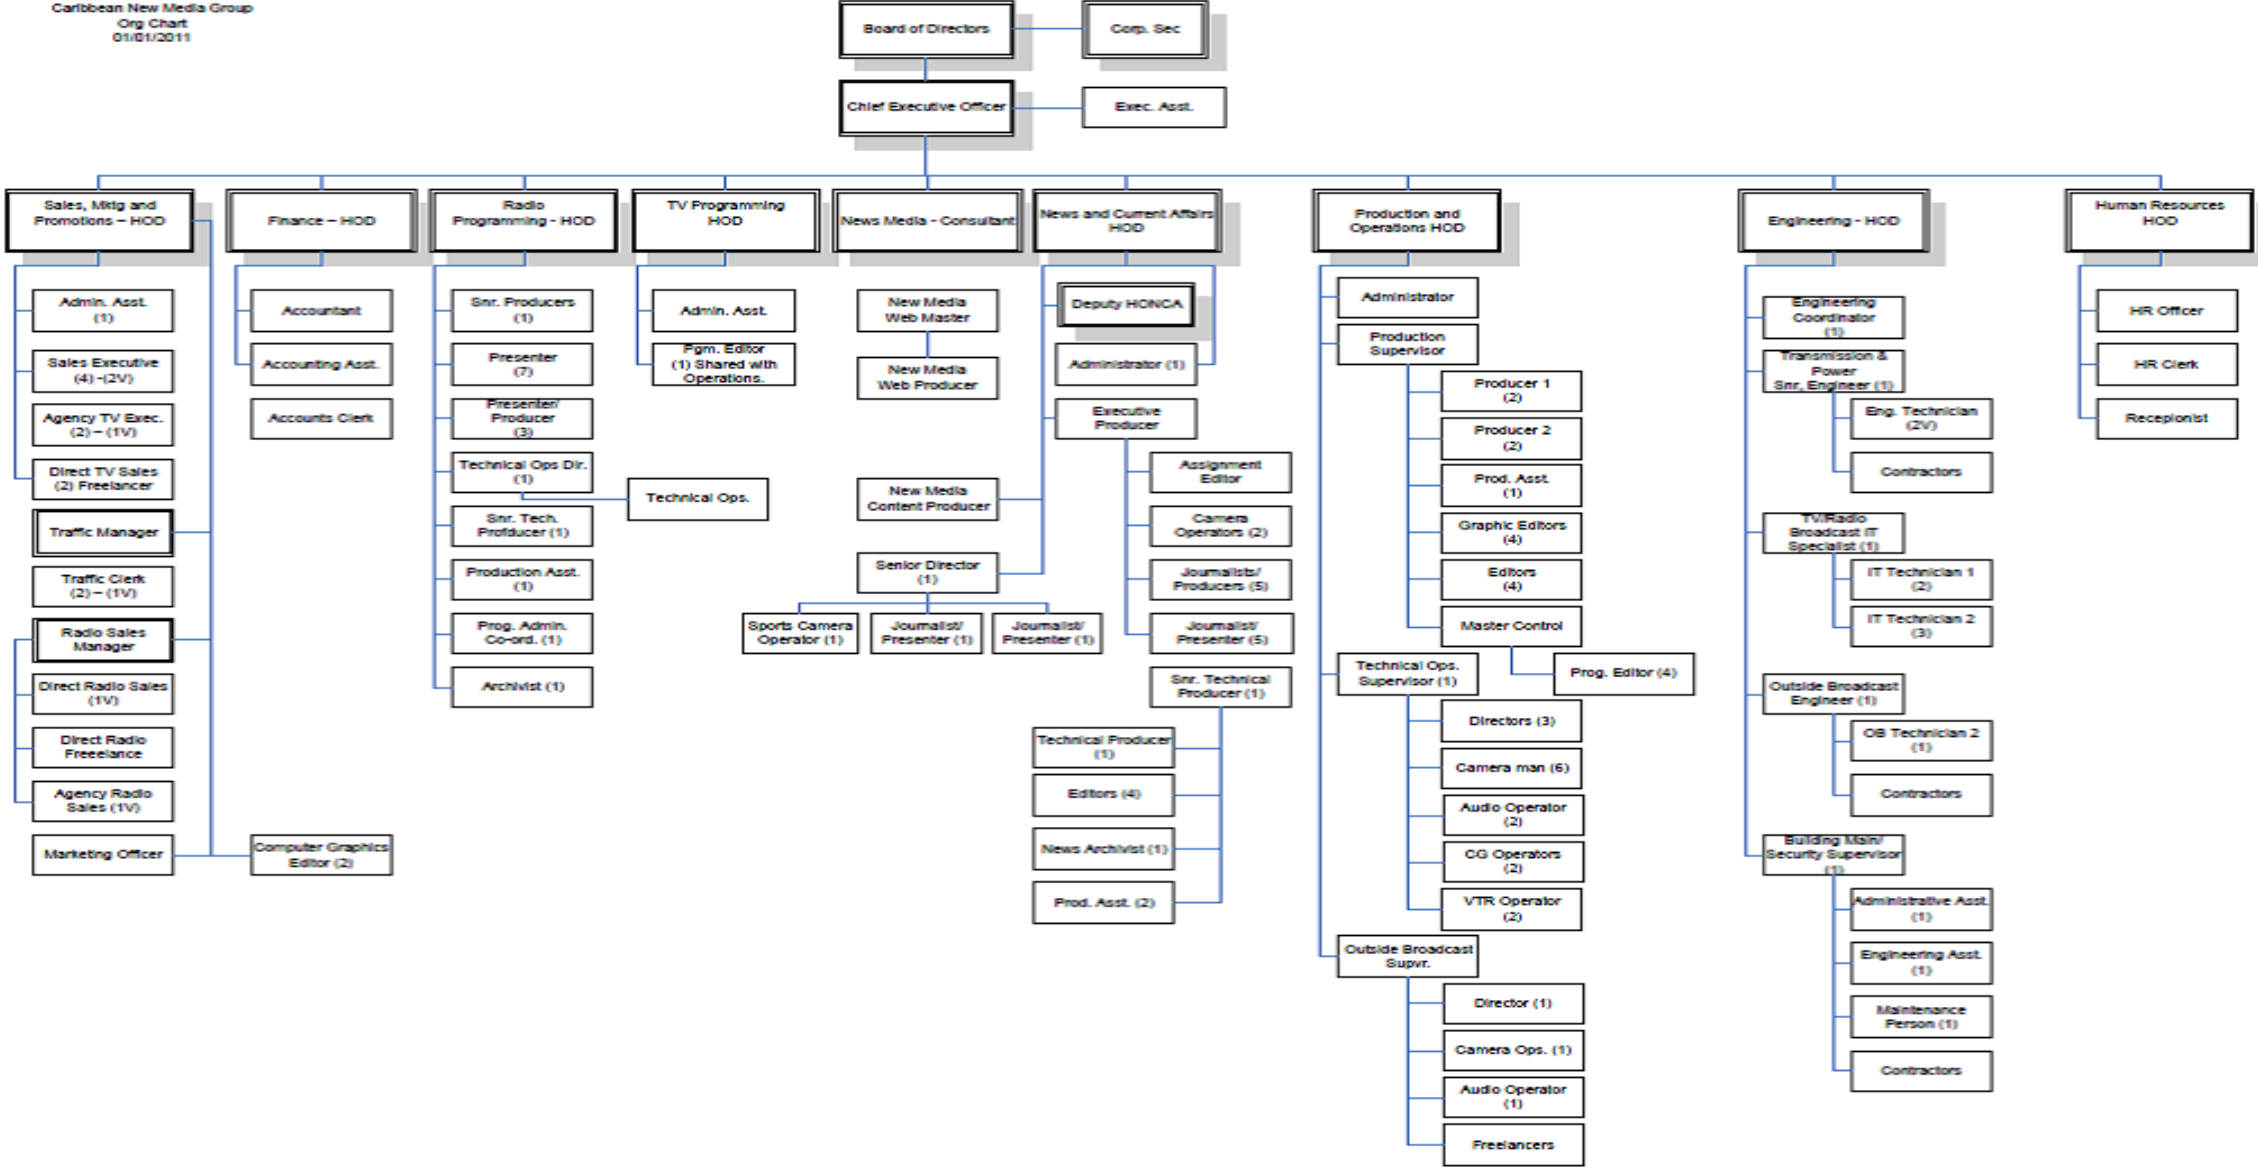 Caribbean New Media Group
Org Chart
01/01/2011
Board of Directors
Corp. Sec
Chief Executive Officer
Exec. Asst.
Sales, Mktg and
Promotions – HOD
Finance – HOD
Radio
Programming - HOD
TV Programming
HOD
News Media - Consultant
News and Current Affairs
HOD
Production and
Operations HOD
Engineering - HOD
Human Resources
HOD
Admin. Asst.
(1)
Sales Executive
(4) -(2V)
Agency TV Exec.
(2) – (1V)
Direct TV Sales
(2) Freelancer
Traffic Manager
Traffic Clerk
(2) – (1V)
Radio Sales
Manager
Direct Radio Sales
(1V)
Direct Radio
Freeelance
Agency Radio
Sales (1V)
Marketing Officer
Computer Graphics
Editor (2)
Accountant
Accounting Asst.
Accounts Clerk
Snr. Producers
(1)
Presenter
(7)
Presenter/
Producer
(3)
Technical Ops Dir.
(1)
Technical Ops.
Snr. Tech.
Profducer (1)
Production Asst.
(1)
Prog. Admin.
Co-ord. (1)
Archivist (1)
Admin. Asst.
Pgm. Editor
(1) Shared with
Operations.
New Media
Web Master
New Media
Web Producer
New Media
Content Producer
Senior Director
(1)
Sports Camera
Operator (1)
Journalist/
Presenter (1)
Journalist/
Presenter (1)
Deputy HONCA
Administrator (1)
Executive
Producer
Assignment
Editor
Camera
Operators (2)
Journalists/
Producers (5)
Journalist/
Presenter (5)
Snr. Technical
Producer (1)
Technical Producer
(1)
Editors (4)
News Archivist (1)
Prod. Asst. (2)
Administrator
Production
Supervisor
Producer 1
(2)
Producer 2
(2)
Prod. Asst.
(1)
Graphic Editors
(4)
Editors
(4)
Master Control
Prog. Editor (4)
Technical Ops.
Supervisor (1)
Directors (3)
Camera man (6)
Audio Operator
(2)
CG Operators
(2)
VTR Operator
(2)
Outside Broadcast
Supvr.
Director (1)
Camera Ops. (1)
Audio Operator
(1)
Freelancers
Engineering
Coordinator
(1)
Transmission &
Power
Snr, Engineer (1)
Eng. Technician
(2V)
Contractors
TV/Radio
Broadcast IT
Specialist (1)
IT Technician 1
(2)
IT Technician 2
(3)
Outside Broadcast
Engineer (1)
OB Technician 2
(1)
Contractors
Building Main/
Security Supervisor
(1)
Administrative Asst.
(1)
Engineering Asst.
(1)
Maintenance
Person (1)
Contractors
HR Officer
HR Clerk
Recepionist